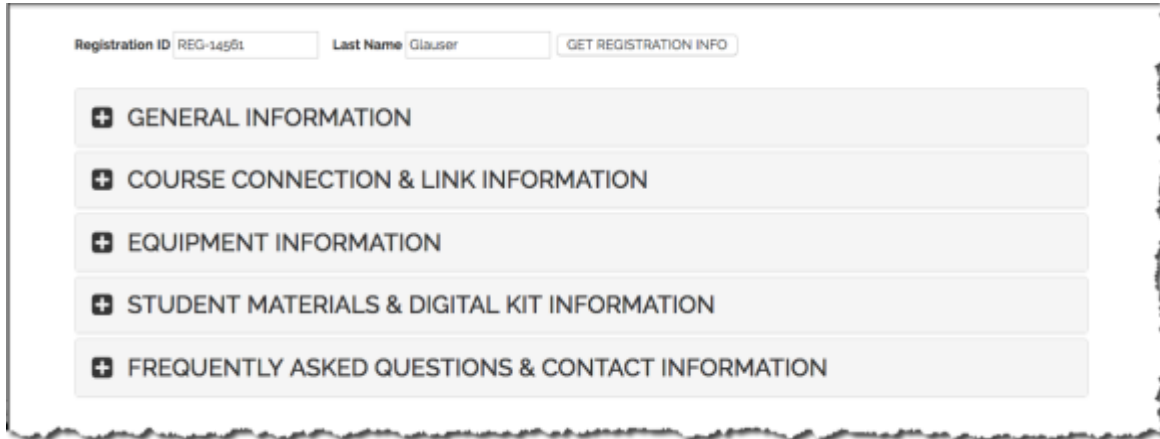 Registration ID REG-14561 Last Name Glauser GET REGISTRATION INFO
GENERAL INFORMATION
COURSE CONNECTION & LINK INFORMATION
EQUIPMENT INFORMATION
STUDENT MATERIALS & DIGITAL KIT INFORMATION
FREQUENTLY ASKED QUESTIONS & CONTACT INFORMATION